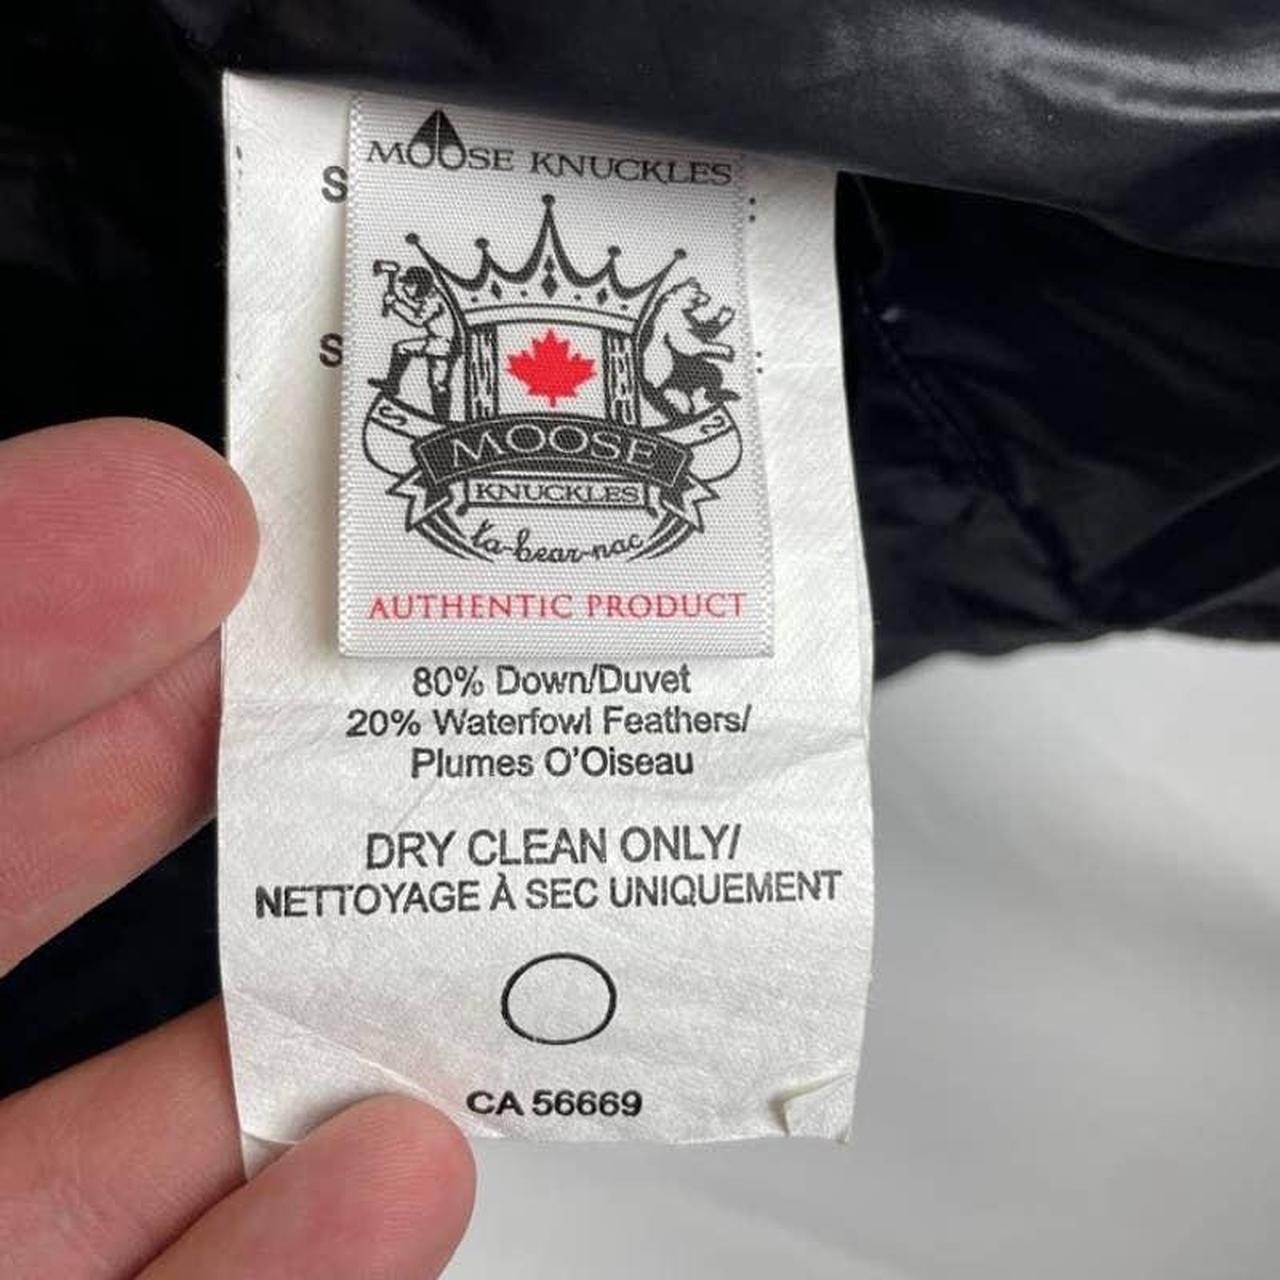 MOOSE KNUCKLES
S :
S :
MOOSE
KNUCKLES
ta-bear-nac
AUTHENTIC PRODUCT
80% Down/Duvet
20% Waterfowl Feathers/
Plumes O'Oiseau
DRY CLEAN ONLY/
NETTOYAGE À SEC UNIQUEMENT
CA 56669